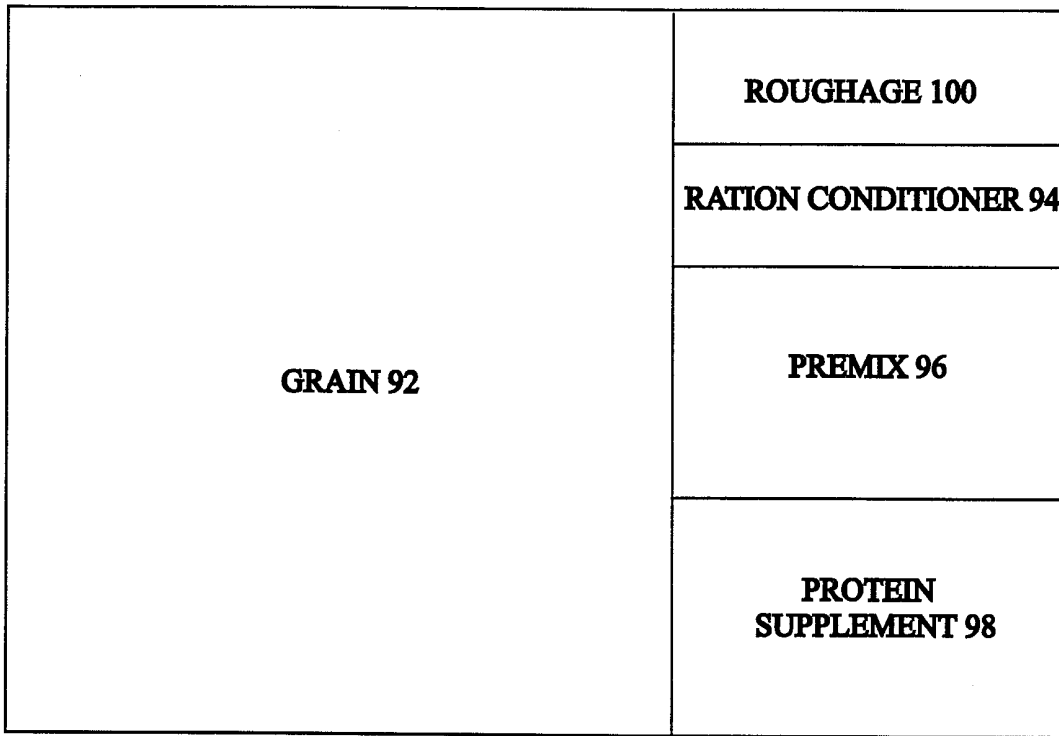 GRAIN 92
ROUGHAGE 100
RATION CONDITIONER 94
PREMIX 96
PROTEIN
SUPPLEMENT 98